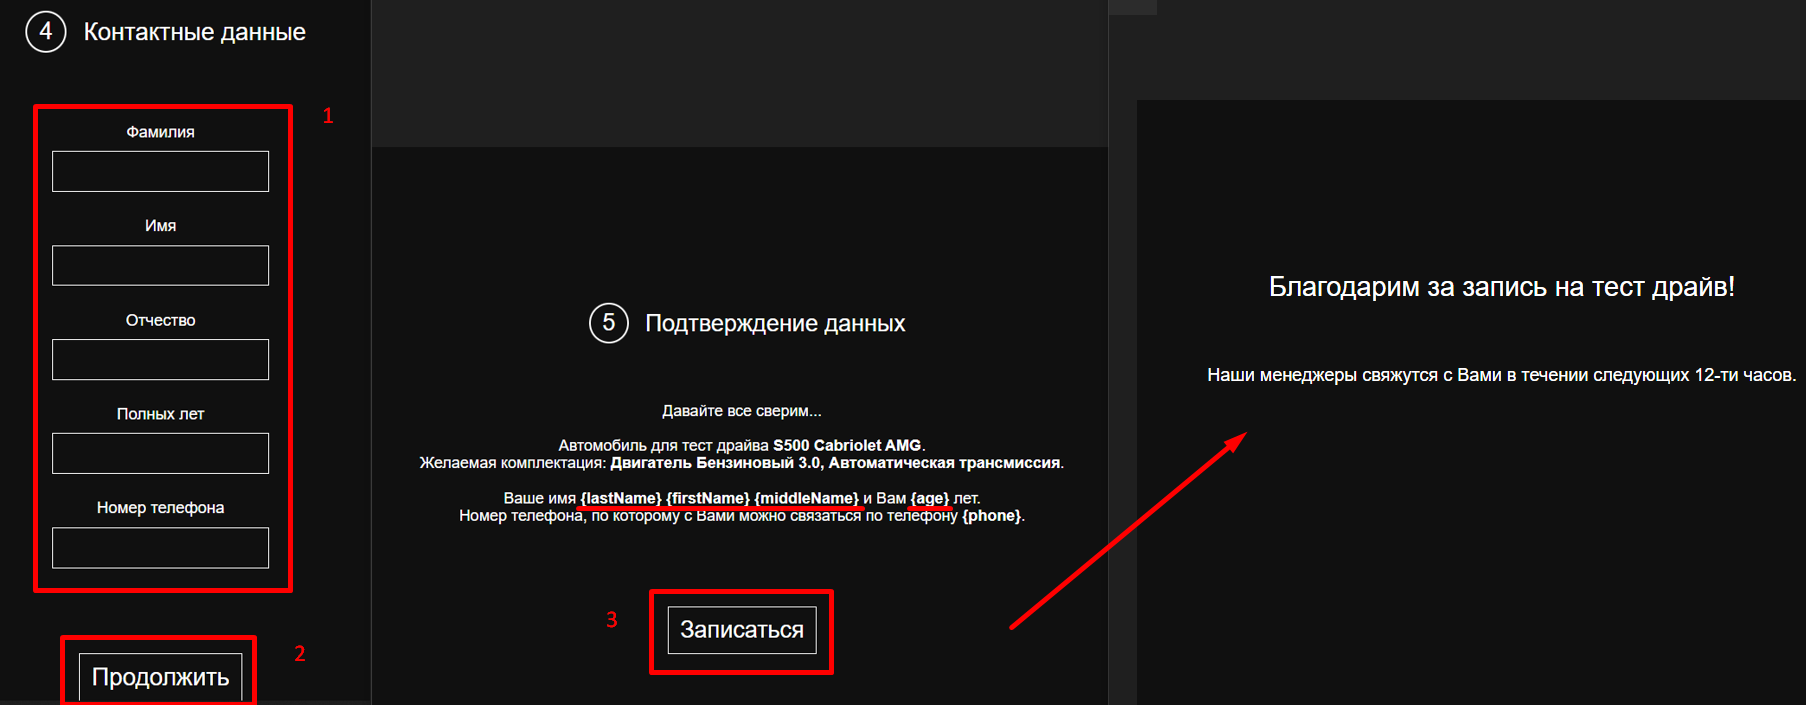 4 Контактные данные
1
Фамилия
Имя
Отчество
Полных лет
Номер телефона
2
Продолжить
5 Подтверждение данных
Давайте все сверим...
Автомобиль для тест драйва S500 Cabriolet AMG.
Желаемая комплектация: Двигатель Бензиновый 3.0, Автоматическая трансмиссия.
Ваше имя {lastName} {firstName} {middleName} и Вам {age} лет.
Номер телефона, по которому с Вами можно связаться по телефону {phone}.
3
Записаться
Благодарим за запись на тест драйв!
Наши менеджеры свяжутся с Вами в течении следующих 12-ти часов.